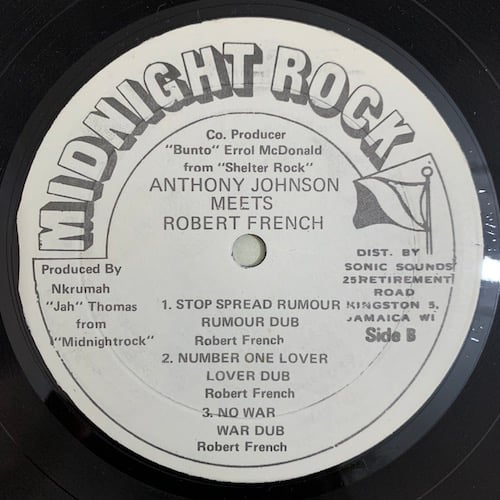 MIDNIGHT ROCK
Co. Producer
"Bunto" Errol McDonald
from "Shelter Rock"
ANTHONY JOHNSON
MEETS
ROBERT FRENCH
Produced By
Nkrumah
"Jah" Thomas
from
"Midnightrock"
DIST. BY
SONIC SOUNDS
25 RETIREMENT
ROAD
KINGSTON 5,
JAMAICA WI
Side B
1. STOP SPREAD RUMOUR
RUMOUR DUB
Robert French
2. NUMBER ONE LOVER
LOVER DUB
Robert French
3. NO WAR
WAR DUB
Robert French